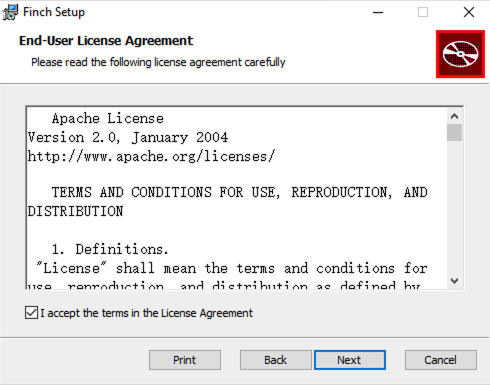 Finch Setup
End-User License Agreement
Please read the following license agreement carefully
Apache License
Version 2.0, January 2004
http://www.apache.org/licenses/
TERMS AND CONDITIONS FOR USE, REPRODUCTION, AND
DISTRIBUTION
1. Definitions.
"License" shall mean the terms and conditions for
use, reproduction, and distribution as defined by
I accept the terms in the License Agreement
Print
Back
Next
Cancel